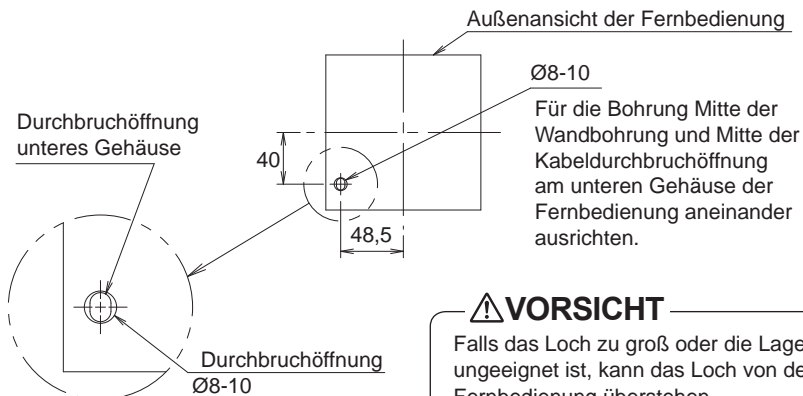 Außenansicht der Fernbedienung
Ø8-10
Für die Bohrung Mitte der
Wandbohrung und Mitte der
Kabeldurchbruchöffnung
am unteren Gehäuse der
Fernbedienung aneinander
ausrichten.
Durchbruchöffnung
unteres Gehäuse
40
48,5
Durchbruchöffnung
Ø8-10
VORSICHT
Falls das Loch zu groß oder die Lage
ungeeignet ist, kann das Loch von
Fernbedienung überstehen